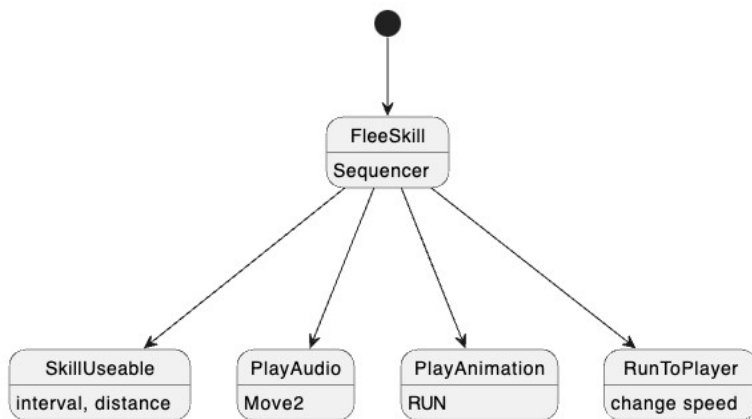 FleeSkill
Sequencer
SkillUseable
interval, distance
PlayAudio
Move2
PlayAnimation
RUN
RunToPlayer
change speed